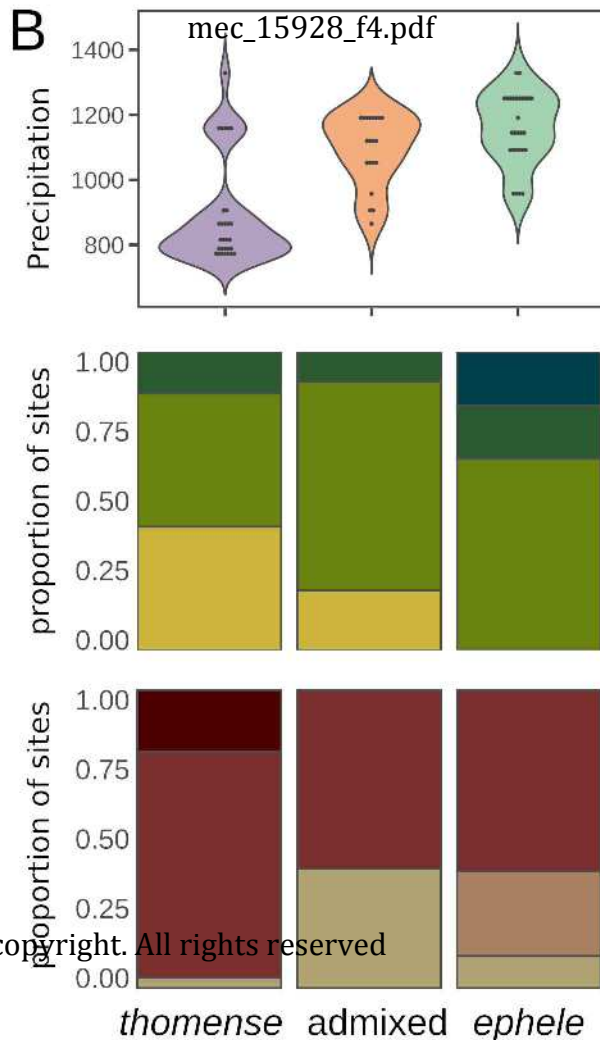 B
mec_15928_f4.pdf
Precipitation
1400
1200
1000
800
proportion of sites
1.00
0.75
0.50
0.25
0.00
proportion of sites
1.00
0.75
0.50
0.25
0.00
copyright. All rights reserved
thomense admixed ephele